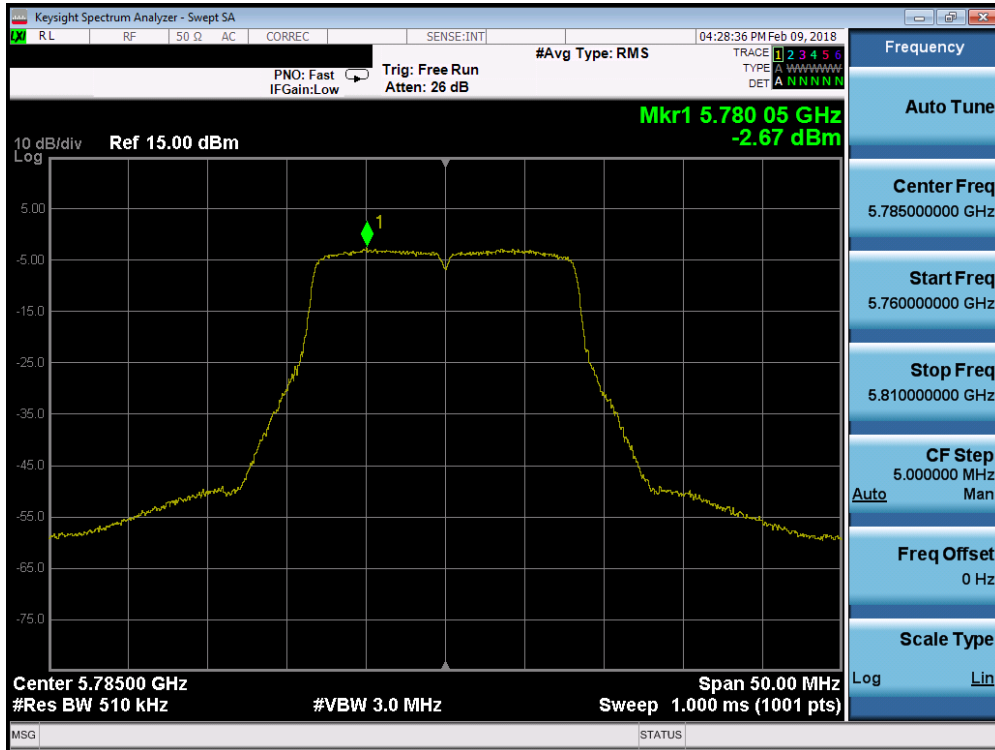 Keysight Spectrum Analyzer - Swept SA
LXI RL RF 50 Ω AC CORREC SENSE:INT 04:28:36 PM Feb 09, 2018
#Avg Type: RMS TRACE 1 2 3 4 5 6
PNO: Fast Trig: Free Run TYPE A WWWWW
IFGain:Low Atten: 26 dB DET A N N N N N
Mkr1 5.780 05 GHz
10 dB/div Ref 15.00 dBm -2.67 dBm
Log
1
5.00
-5.00
-15.0
-25.0
-35.0
-45.0
-55.0
-65.0
-75.0
Center 5.78500 GHz Span 50.00 MHz
#Res BW 510 kHz #VBW 3.0 MHz Sweep 1.000 ms (1001 pts)
MSG STATUS
Frequency
Auto Tune
Center Freq
5.785000000 GHz
Start Freq
5.760000000 GHz
Stop Freq
5.810000000 GHz
CF Step
5.000000 MHz
Auto Man
Freq Offset
0 Hz
Scale Type
Log Lin